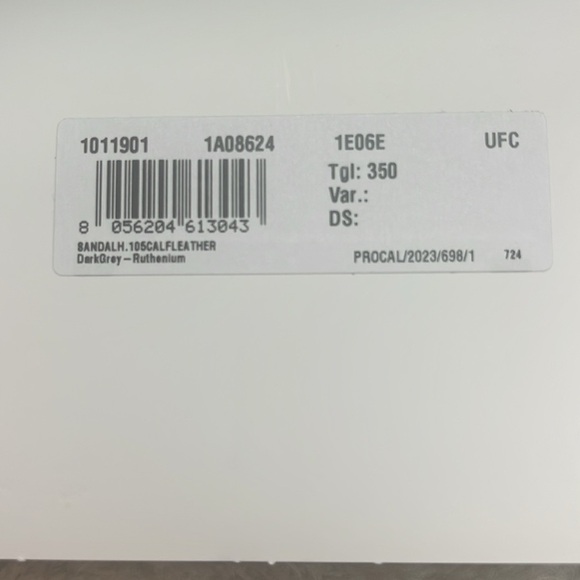 1011901 1A08624 1E06E UFC
Tgl: 350
Var.:
DS:
8 056204 613043
SANDALH.105CALFLEATHER
DarkGrey-Ruthenium PROCAL/2023/698/1 724